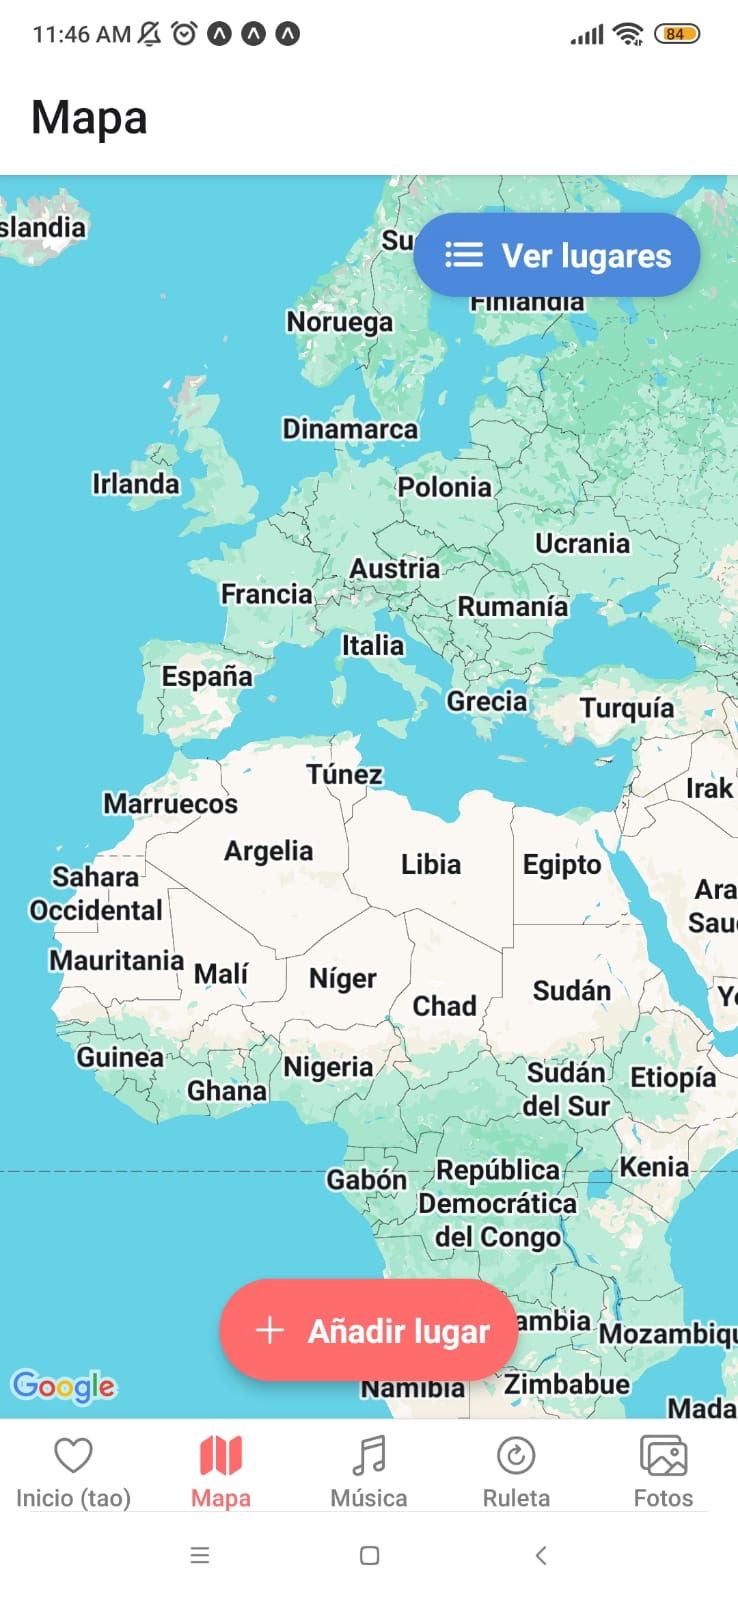 11:46 AM
84
Mapa
slandia
Su
Ver lugares
Finlandia
Noruega
Dinamarca
Irlanda
Polonia
Ucrania
Austria
Francia
Rumanía
Italia
España
Grecia
Turquía
Túnez
Irak
Marruecos
Argelia
Libia
Egipto
Sahara
Occidental
Ara
Sau
Mauritania
Malí
Níger
Chad
Sudán
Ye
Guinea
Ghana
Nigeria
Sudán
del Sur
Etiopía
Gabón
República
Democrática
del Congo
Kenia
Añadir lugar
ambia
Mozambiqu
Google
Namibia
Zimbabue
Mada
Inicio (tao)
Mapa
Música
Ruleta
Fotos